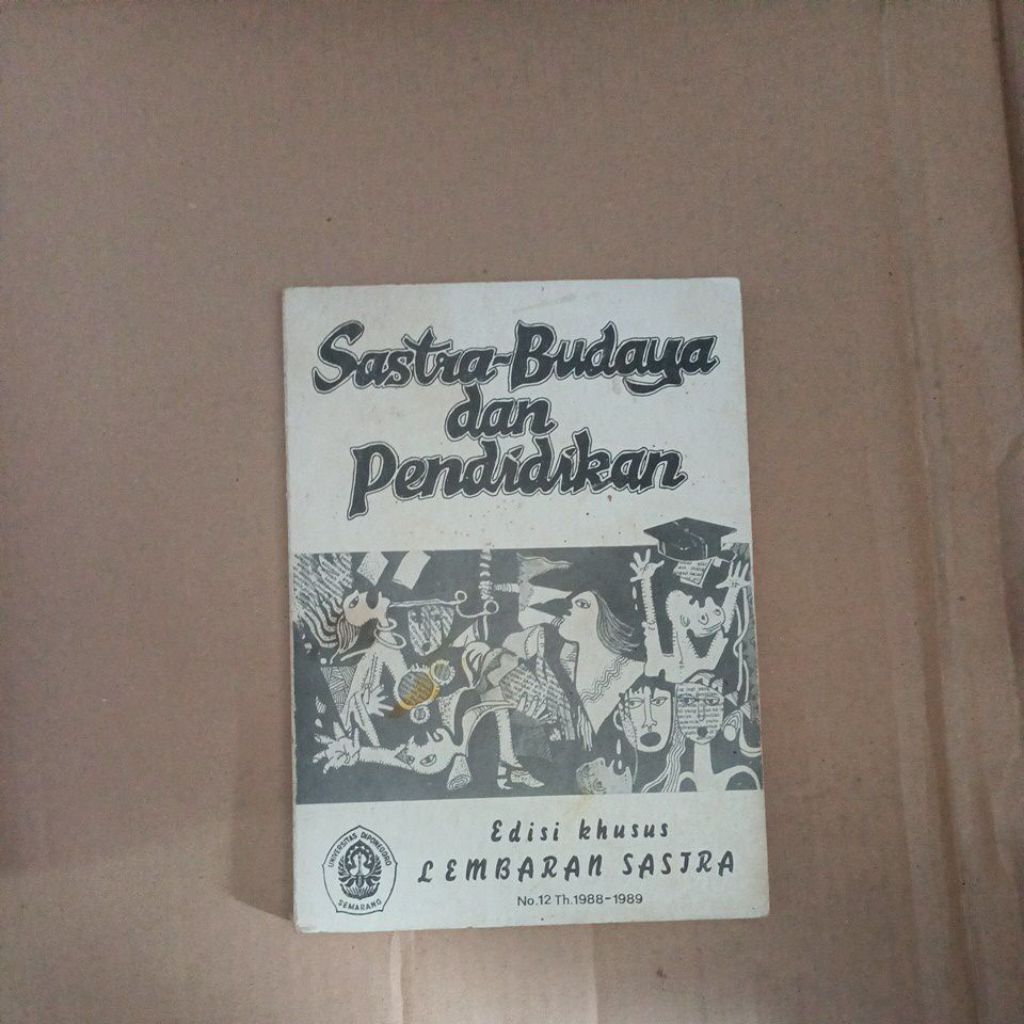 Sastra-Budaya
dan
Pendidikan
Edisi khusus
LEMBARAN SASTRA
No.12 Th.1988-1989
UNIVERSITAS DIPONEGORO
SEMARANG